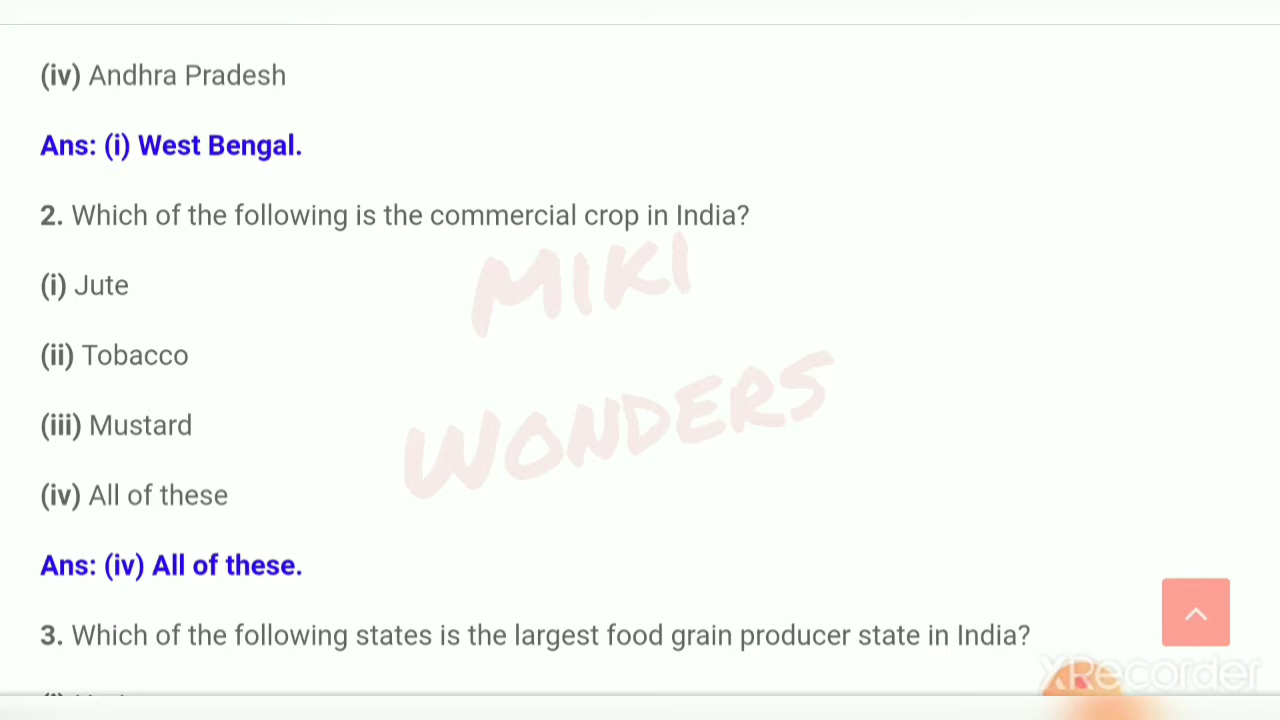 (iv) Andhra Pradesh
Ans: (i) West Bengal.
2. Which of the following is the commercial crop in India?
(i) Jute
(ii) Tobacco
(iii) Mustard
(iv) All of these
Ans: (iv) All of these.
3. Which of the following states is the largest food grain producer state in India?
MIKI
WONDERS
XRecorder